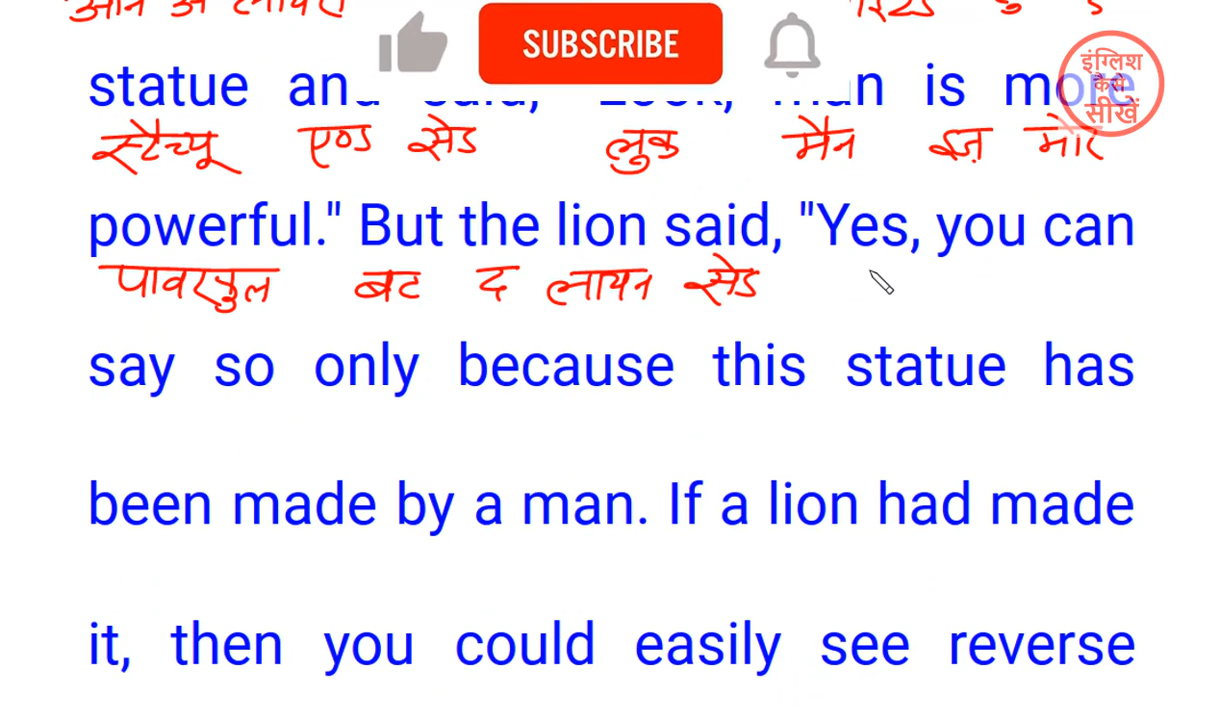 SUBSCRIBE
इंग्लिश
कैसे
सीखें
statue and said, "Look, man is more
स्टैच्यू एण्ड सेड लुक मैन इज़ मोर
powerful." But the lion said, "Yes, you can
पावरफुल बट द लायन सेड
say so only because this statue has
been made by a man. If a lion had made
it, then you could easily see reverse